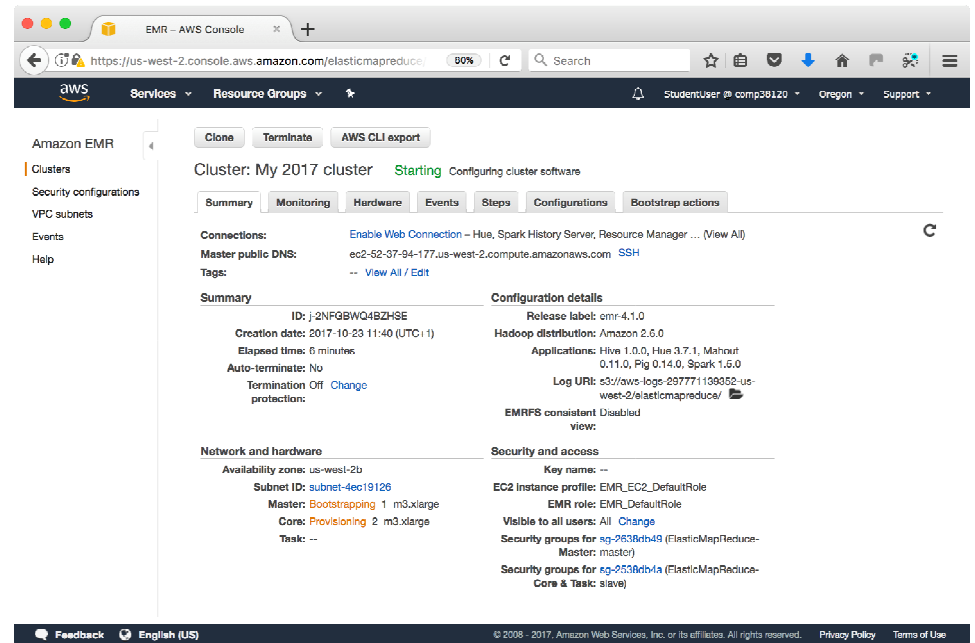 EMR – AWS Console × +
https://us-west-2.console.aws.amazon.com/elasticmapreduce/ 80% C Search
aws Services Resource Groups StudentUser @ comp38120 Oregon Support
Amazon EMR
Clusters
Security configurations
VPC subnets
Events
Help
Clone Terminate AWS CLI export
Cluster: My 2017 cluster Starting Configuring cluster software
Summary Monitoring Hardware Events Steps Configurations Bootstrap actions
Connections: Enable Web Connection – Hue, Spark History Server, Resource Manager … (View All)
Master public DNS: ec2-52-37-94-177.us-west-2.compute.amazonaws.com SSH
Tags: -- View All / Edit
Summary
ID: j-2NFGBWQ4BZHSE
Creation date: 2017-10-23 11:40 (UTC+1)
Elapsed time: 6 minutes
Auto-terminate: No
Termination Off Change
protection:
Configuration details
Release label: emr-4.1.0
Hadoop distribution: Amazon 2.6.0
Applications: Hive 1.0.0, Hue 3.7.1, Mahout
0.11.0, Pig 0.14.0, Spark 1.5.0
Log URI: s3://aws-logs-297771139352-us-
west-2/elasticmapreduce/
EMRFS consistent Disabled
view:
Network and hardware
Availability zone: us-west-2b
Subnet ID: subnet-4ec19126
Master: Bootstrapping 1 m3.xlarge
Core: Provisioning 2 m3.xlarge
Task: --
Security and access
Key name: --
EC2 instance profile: EMR_EC2_DefaultRole
EMR role: EMR_DefaultRole
Visible to all users: All Change
Security groups for sg-2638db49 (ElasticMapReduce-
Master: master)
Security groups for sg-2538db4a (ElasticMapReduce-
Core & Task: slave)
Feedback English (US) © 2008 - 2017, Amazon Web Services, Inc. or its affiliates. All rights reserved. Privacy Policy Terms of Use